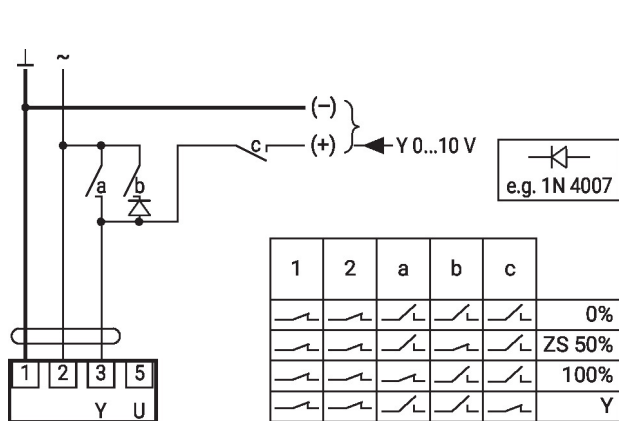 ⊥ ~
(–)
c (+) Y 0...10 V
a b
e.g. 1N 4007
1 2 a b c
0%
ZS 50%
100%
Y
1 2 3 5
Y U